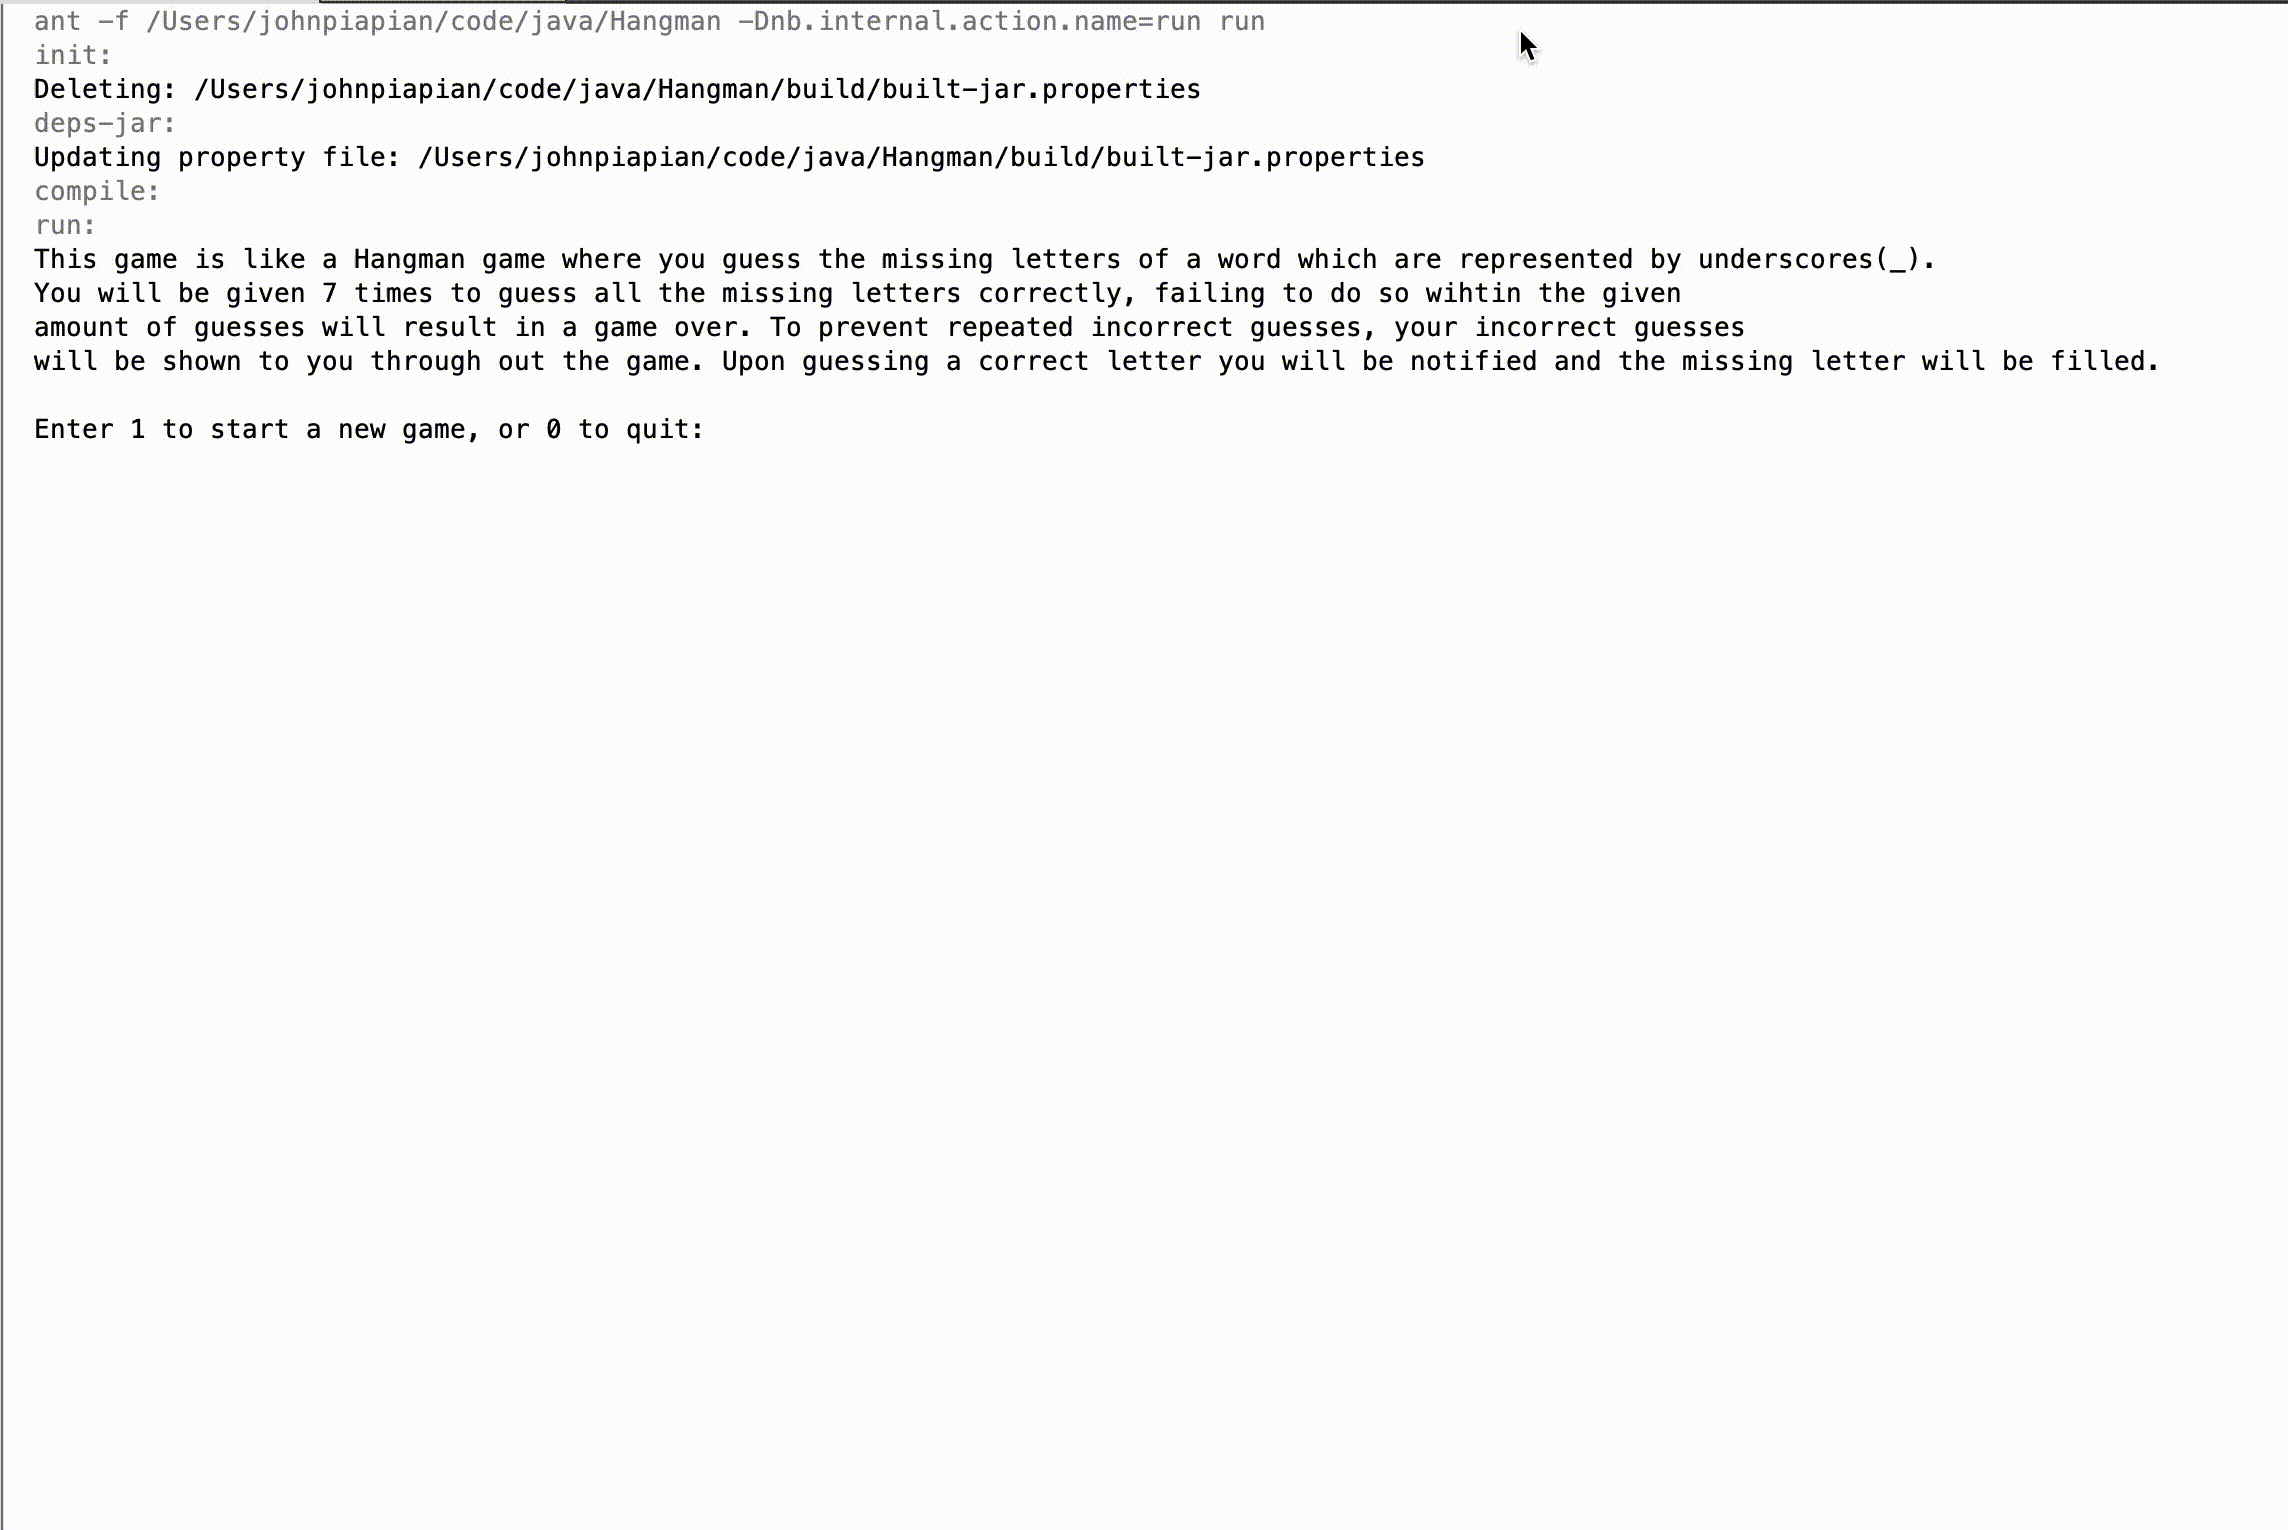 ant -f /Users/johnpiapian/code/java/Hangman -Dnb.internal.action.name=run run
init:
Deleting: /Users/johnpiapian/code/java/Hangman/build/built-jar.properties
deps-jar:
Updating property file: /Users/johnpiapian/code/java/Hangman/build/built-jar.properties
compile:
run:
This game is like a Hangman game where you guess the missing letters of a word which are represented by underscores(_).
You will be given 7 times to guess all the missing letters correctly, failing to do so wihtin the given
amount of guesses will result in a game over. To prevent repeated incorrect guesses, your incorrect guesses
will be shown to you through out the game. Upon guessing a correct letter you will be notified and the missing letter will be filled.
Enter 1 to start a new game, or 0 to quit: